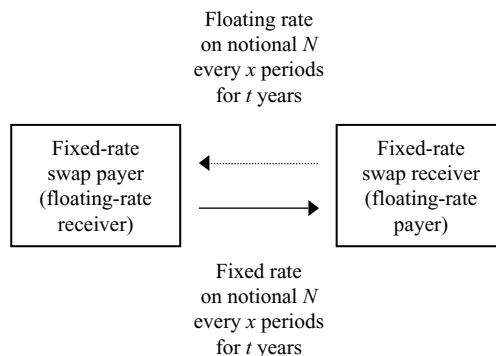 Floating rate
on notional N
every x periods
for t years
Fixed-rate
swap payer
(floating-rate
receiver)
Fixed-rate
swap receiver
(floating-rate
payer)
Fixed rate
on notional N
every x periods
for t years